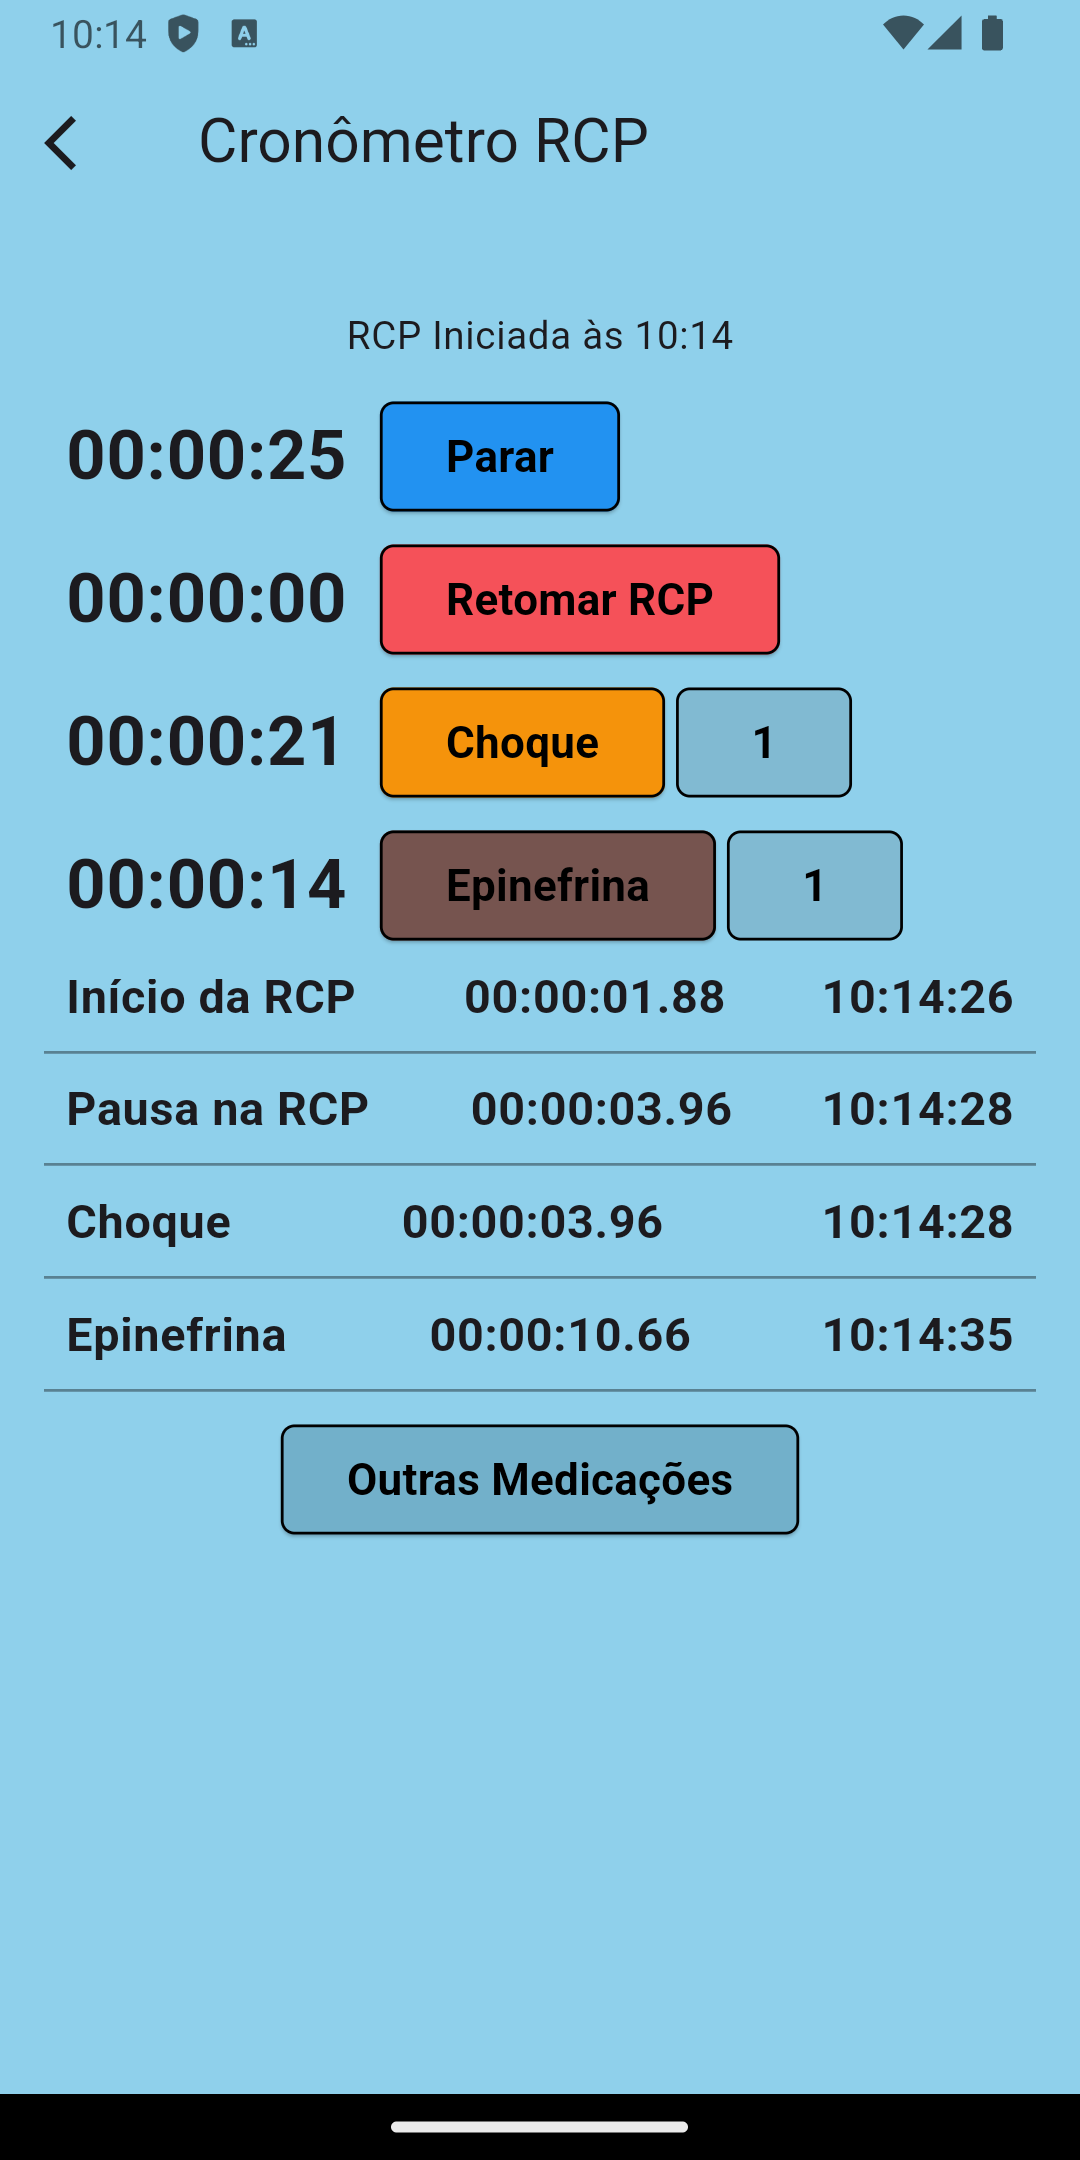 10:14
Cronômetro RCP
RCP Iniciada às 10:14
00:00:25 Parar
00:00:00 Retomar RCP
00:00:21 Choque 1
00:00:14 Epinefrina 1
Início da RCP 00:00:01.88 10:14:26
Pausa na RCP 00:00:03.96 10:14:28
Choque 00:00:03.96 10:14:28
Epinefrina 00:00:10.66 10:14:35
Outras Medicações